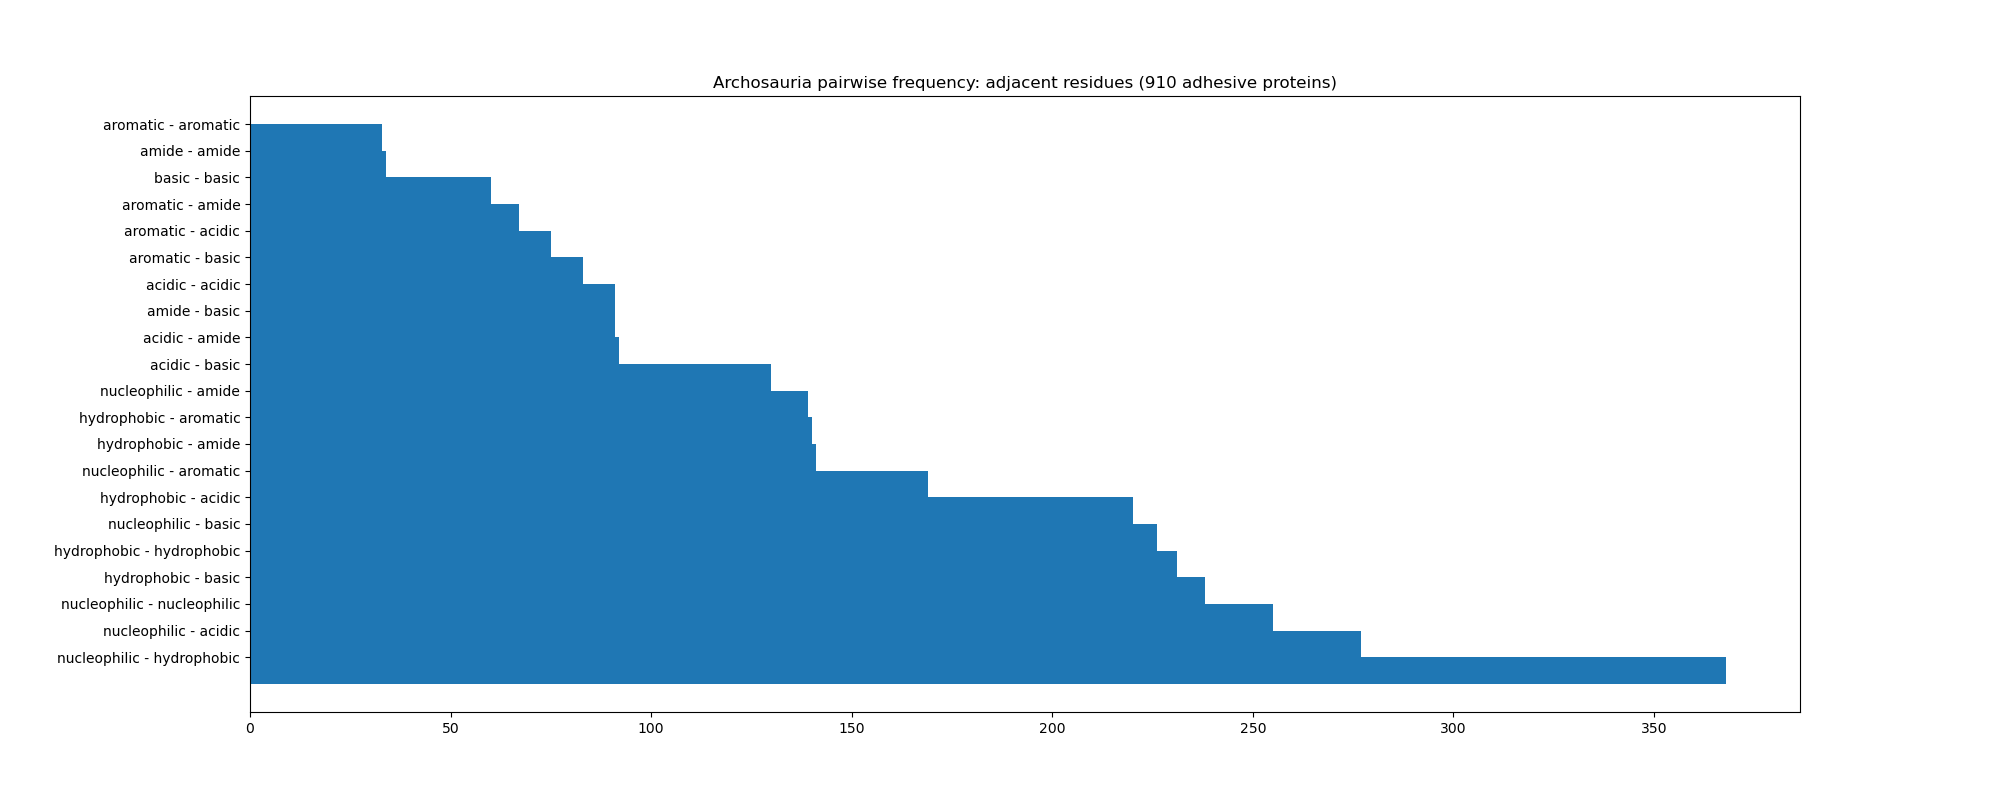 Archosauria pairwise frequency: adjacent residues (910 adhesive proteins)
aromatic - aromatic
amide - amide
basic - basic
aromatic - amide
aromatic - acidic
aromatic - basic
acidic - acidic
amide - basic
acidic - amide
acidic - basic
nucleophilic - amide
hydrophobic - aromatic
hydrophobic - amide
nucleophilic - aromatic
hydrophobic - acidic
nucleophilic - basic
hydrophobic - hydrophobic
hydrophobic - basic
nucleophilic - nucleophilic
nucleophilic - acidic
nucleophilic - hydrophobic
0 50 100 150 200 250 300 350